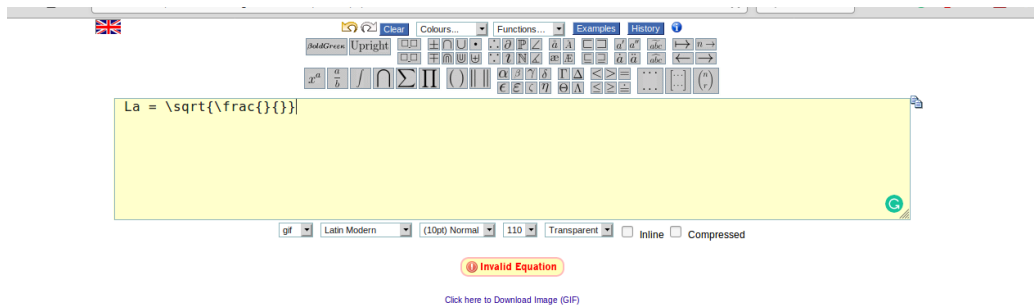 Clear Colours... Functions... Examples History
βoldGreek Upright
La = \sqrt{\frac{}{}}
gif Latin Modern (10pt) Normal 110 Transparent Inline Compressed
Invalid Equation
Click here to Download Image (GIF)